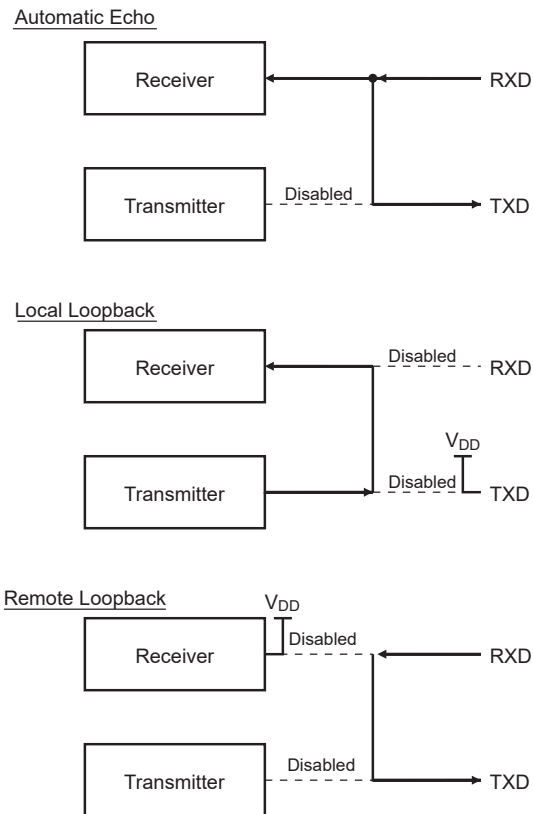 Automatic Echo
Receiver
RXD
Transmitter
Disabled
TXD
Local Loopback
Receiver
Disabled
RXD
VDD
Transmitter
Disabled
TXD
Remote Loopback
VDD
Receiver
Disabled
RXD
Transmitter
Disabled
TXD